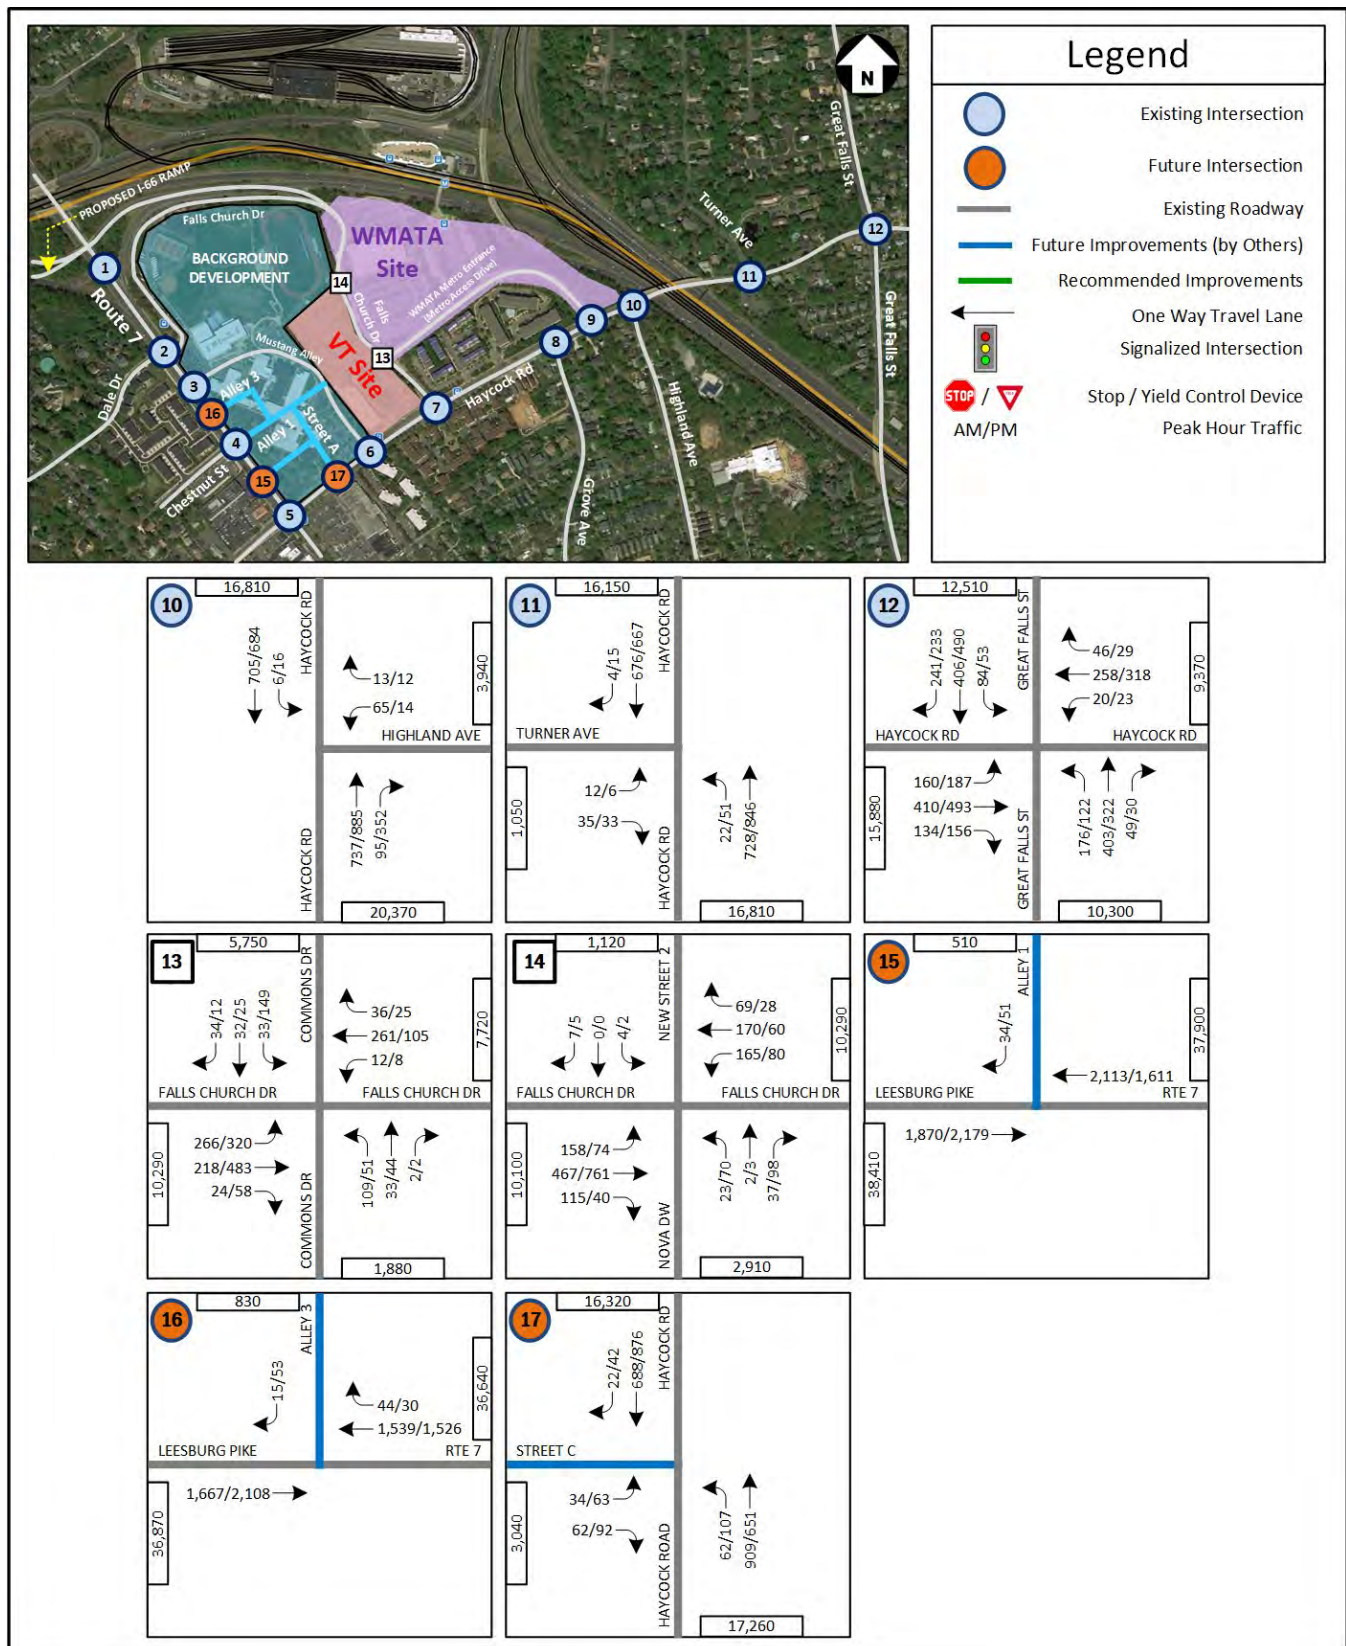 Legend
Existing Intersection
Future Intersection
Existing Roadway
Future Improvements (by Others)
Recommended Improvements
One Way Travel Lane
Signalized Intersection
STOP / Stop / Yield Control Device
AM/PM Peak Hour Traffic
N
PROPOSED I-66 RAMP
Falls Church Dr
BACKGROUND
DEVELOPMENT
WMATA
Site
WMATA Metro Entrance
(Metro Access Drive)
Falls
Church Dr
VT Site
Mustang Alley
Alley 3
Alley 1
Street A
Route 7
Dale Dr
Chestnut St
Haycock Rd
Grove Ave
Highland Ave
Turner Ave
Great Falls St
Great Falls St
1
2
3
16
4
15
5
17
6
7
13
14
8
9
10
11
12
10
16,810
HAYCOCK RD
705/684
6/16
13/12
65/14
3,940
HIGHLAND AVE
737/885
95/352
HAYCOCK RD
20,370
11
16,150
HAYCOCK RD
4/15
676/667
TURNER AVE
1,050
12/6
35/33
22/51
728/846
HAYCOCK RD
16,810
12
12,510
GREAT FALLS ST
241/233
406/490
84/53
46/29
258/318
20/23
9,370
HAYCOCK RD
HAYCOCK RD
15,880
160/187
410/493
134/156
176/122
403/322
49/30
GREAT FALLS ST
10,300
13
5,750
COMMONS DR
34/12
32/25
33/149
36/25
261/105
12/8
7,720
FALLS CHURCH DR
FALLS CHURCH DR
10,290
266/320
218/483
24/58
109/51
33/44
2/2
COMMONS DR
1,880
14
1,120
NEW STREET 2
7/5
0/0
4/2
69/28
170/60
165/80
10,290
FALLS CHURCH DR
FALLS CHURCH DR
10,100
158/74
467/761
115/40
23/70
2/3
37/98
NOVA DW
2,910
15
510
ALLEY 1
34/51
2,113/1,611
37,900
LEESBURG PIKE
RTE 7
1,870/2,179
38,410
16
830
ALLEY 3
15/53
44/30
1,539/1,526
36,640
LEESBURG PIKE
RTE 7
1,667/2,108
36,870
17
16,320
HAYCOCK RD
22/42
688/876
STREET C
3,040
34/63
62/92
62/107
909/651
HAYCOCK ROAD
17,260